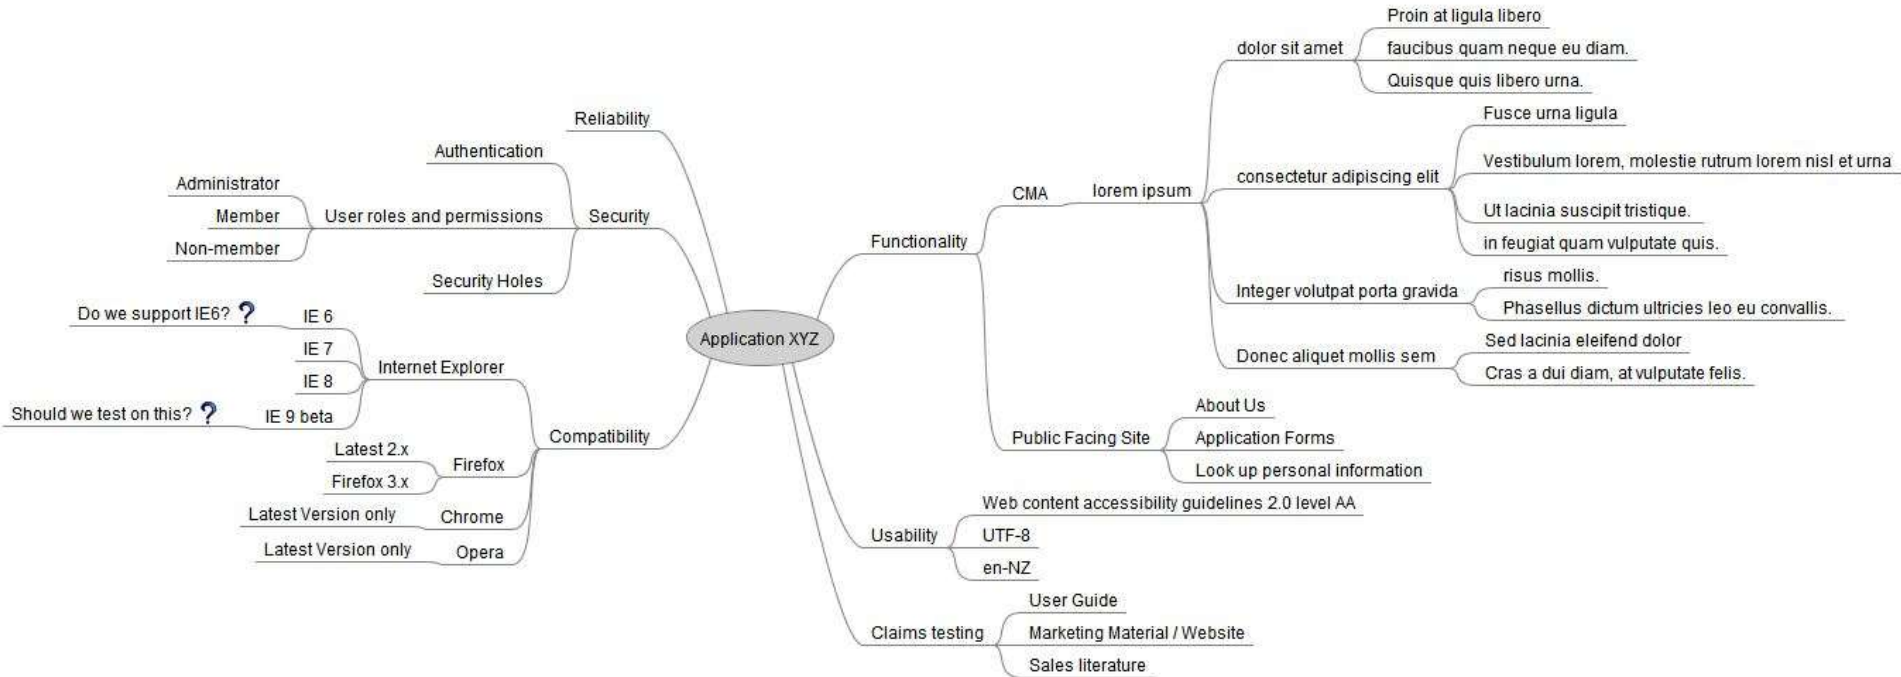 Application XYZ
Reliability
Security
Authentication
User roles and permissions
Administrator
Member
Non-member
Security Holes
Compatibility
Internet Explorer
IE 6
Do we support IE6?
IE 7
IE 8
IE 9 beta
Should we test on this?
Firefox
Latest 2.x
Firefox 3.x
Chrome
Latest Version only
Opera
Latest Version only
Functionality
CMA
lorem ipsum
dolor sit amet
Proin at ligula libero
faucibus quam neque eu diam.
Quisque quis libero urna.
consectetur adipiscing elit
Fusce urna ligula
Vestibulum lorem, molestie rutrum lorem nisl et urna
Ut lacinia suscipit tristique.
in feugiat quam vulputate quis.
Integer volutpat porta gravida
risus mollis.
Phasellus dictum ultricies leo eu convallis.
Donec aliquet mollis sem
Sed lacinia eleifend dolor
Cras a dui diam, at vulputate felis.
Public Facing Site
About Us
Application Forms
Look up personal information
Usability
Web content accessibility guidelines 2.0 level AA
UTF-8
en-NZ
Claims testing
User Guide
Marketing Material / Website
Sales literature